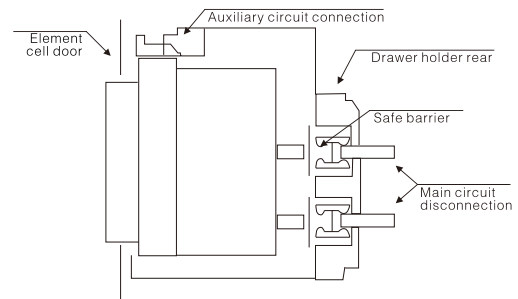 Auxiliary circuit connection
Element
cell door
Drawer holder rear
Safe barrier
Main circuit
disconnection